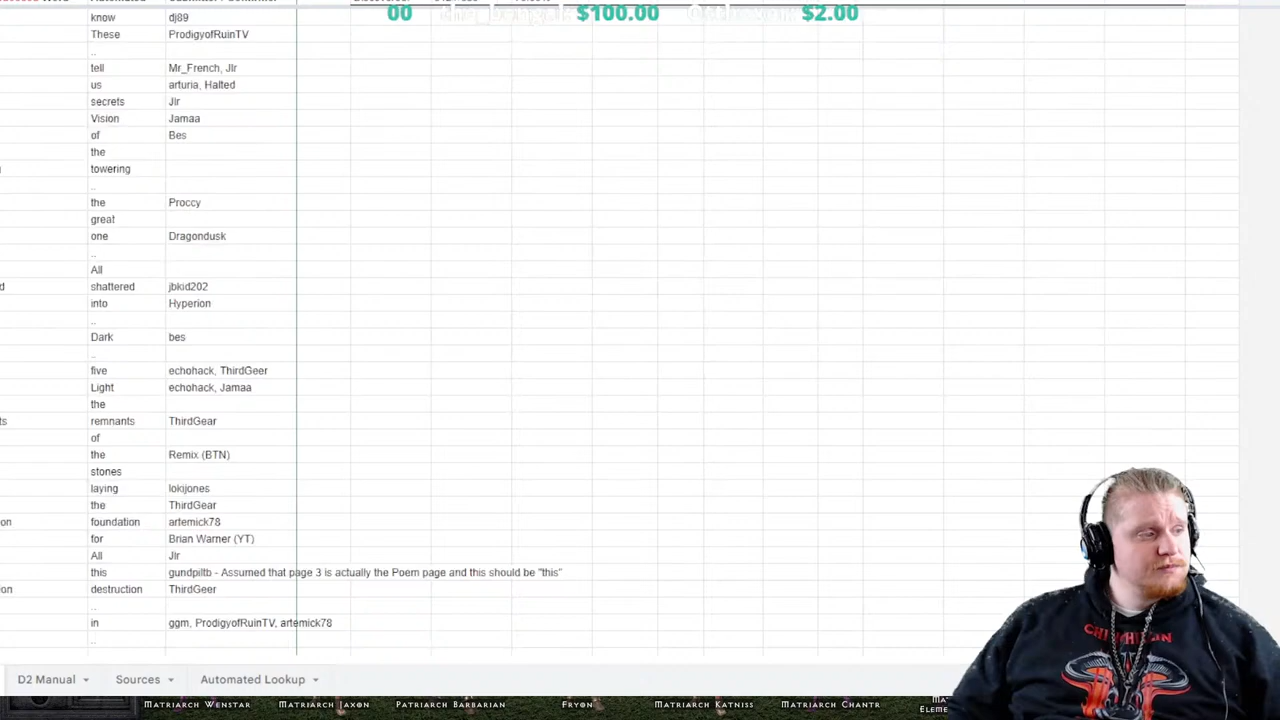 00 $100.00 $2.00
know dj89
These ProdigyofRuinTV
..
tell Mr_French, Jlr
us arturia, Halted
secrets Jlr
Vision Jamaa
of Bes
the
towering
..
the Proccy
great
one Dragondusk
..
All
shattered jbkid202
into Hyperion
..
Dark bes
..
five echohack, ThirdGeer
Light echohack, Jamaa
the
ts remnants ThirdGear
of
the Remix (BTN)
stones
laying lokijones
the ThirdGear
on foundation artemick78
for Brian Warner (YT)
All Jlr
this gundpiltb - Assumed that page 3 is actually the Poem page and this should be "this"
on destruction ThirdGeer
..
in ggm, ProdigyofRuinTV, artemick78
..
D2 Manual Sources Automated Lookup
Matriarch Wenstar Matriarch Jaxon Patriarch Barbarian Fryon Matriarch Katniss Matriarch Chantr